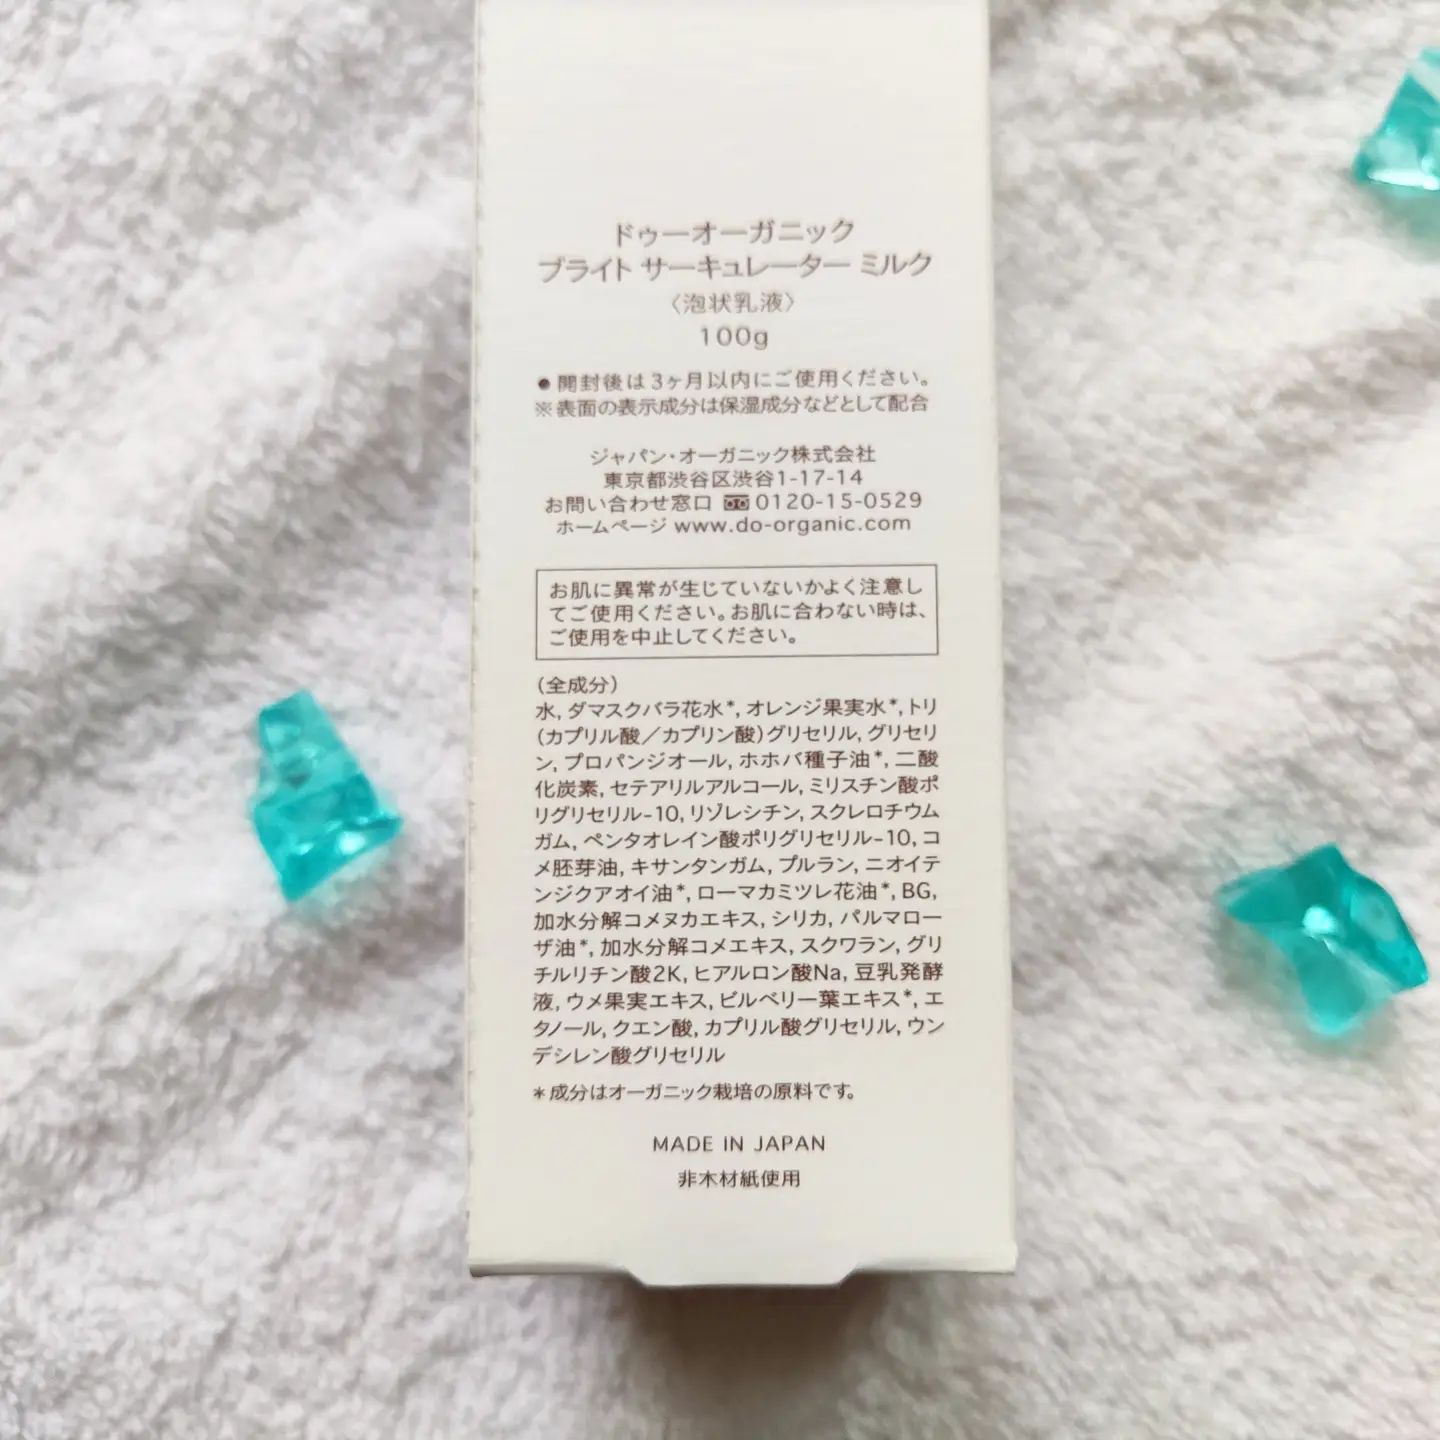 ドゥーオーガニック
ブライト サーキュレーター ミルク
〈泡状乳液〉
100g
●開封後は3ヶ月以内にご使用ください。
※表面の表示成分は保湿成分などとして配合
ジャパン・オーガニック株式会社
東京都渋谷区渋谷1-17-14
お問い合わせ窓口 0120-15-0529
ホームページ www.do-organic.com
お肌に異常が生じていないかよく注意し
てご使用ください。お肌に合わない時は、
ご使用を中止してください。
(全成分)
水, ダマスクバラ花水*, オレンジ果実水*, トリ
(カプリル酸/カプリン酸)グリセリル, グリセリ
ン, プロパンジオール, ホホバ種子油*, 二酸
化炭素, セテアリルアルコール, ミリスチン酸ポ
リグリセリル-10, リゾレシチン, スクレロチウム
ガム, ペンタオレイン酸ポリグリセリル-10, コ
メ胚芽油, キサンタンガム, プルラン, ニオイテ
ンジクアオイ油*, ローマカミツレ花油*, BG,
加水分解コメヌカエキス, シリカ, パルマロー
ザ油*, 加水分解コメエキス, スクワラン, グリ
チルリチン酸2K, ヒアルロン酸Na, 豆乳発酵
液, ウメ果実エキス, ビルベリー葉エキス*, エ
タノール, クエン酸, カプリル酸グリセリル, ウン
デシレン酸グリセリル
*成分はオーガニック栽培の原料です。
MADE IN JAPAN
非木材紙使用